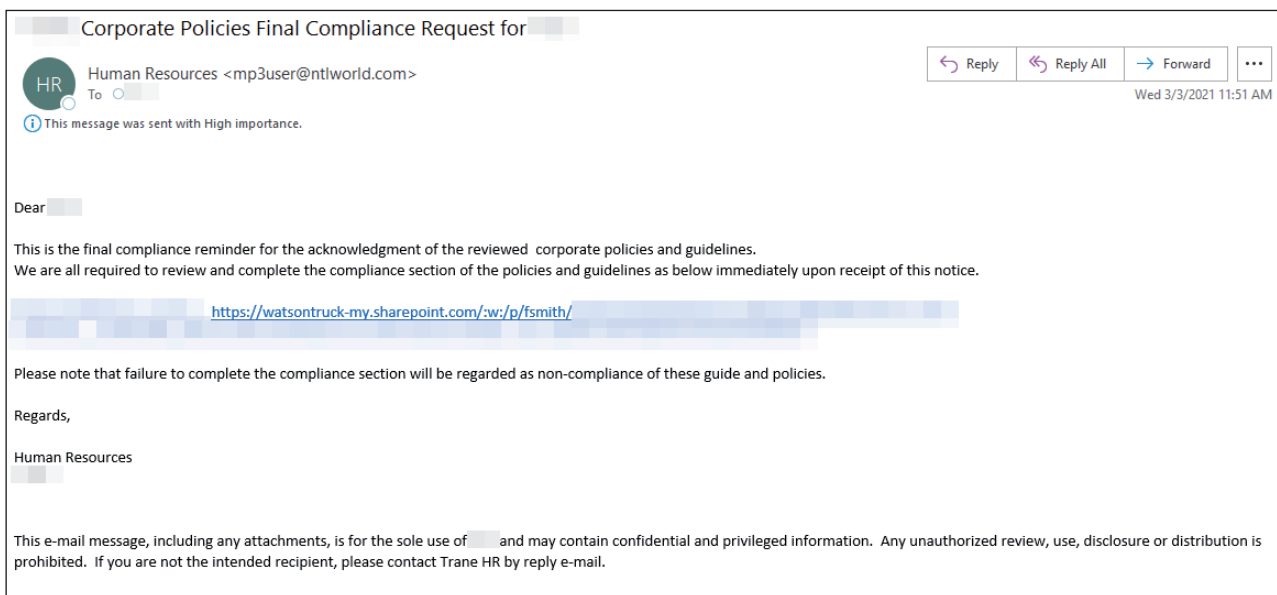 Corporate Policies Final Compliance Request for
Human Resources <mp3user@ntlworld.com>
HR
To
Reply
Reply All
Forward
...
Wed 3/3/2021 11:51 AM
This message was sent with High importance.
Dear
This is the final compliance reminder for the acknowledgment of the reviewed  corporate policies and guidelines.
We are all required to review and complete the compliance section of the policies and guidelines as below immediately upon receipt of this notice.
https://watsontruck-my.sharepoint.com/:w:/p/fsmith/
Please note that failure to complete the compliance section will be regarded as non-compliance of these guide and policies.
Regards,
Human Resources
This e-mail message, including any attachments, is for the sole use of and may contain confidential and privileged information.  Any unauthorized review, use, disclosure or distribution is
prohibited.  If you are not the intended recipient, please contact Trane HR by reply e-mail.